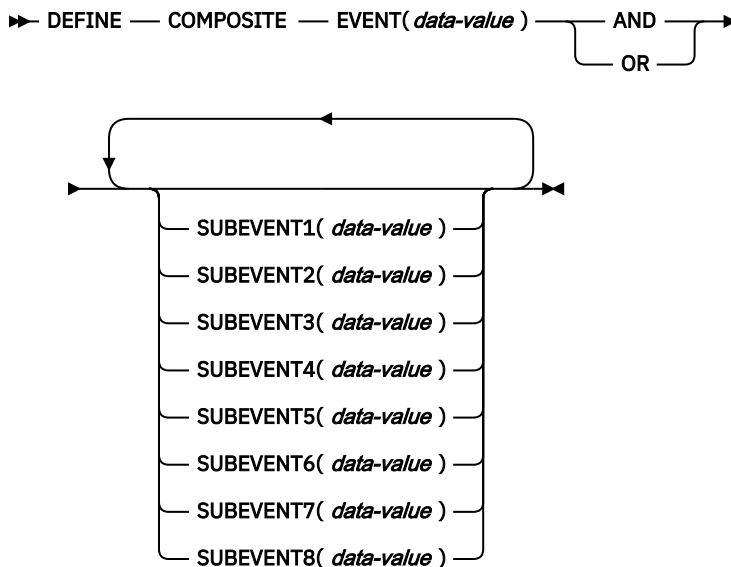 DEFINE COMPOSITE EVENT( data-value ) AND
OR
SUBEVENT1( data-value )
SUBEVENT2( data-value )
SUBEVENT3( data-value )
SUBEVENT4( data-value )
SUBEVENT5( data-value )
SUBEVENT6( data-value )
SUBEVENT7( data-value )
SUBEVENT8( data-value )